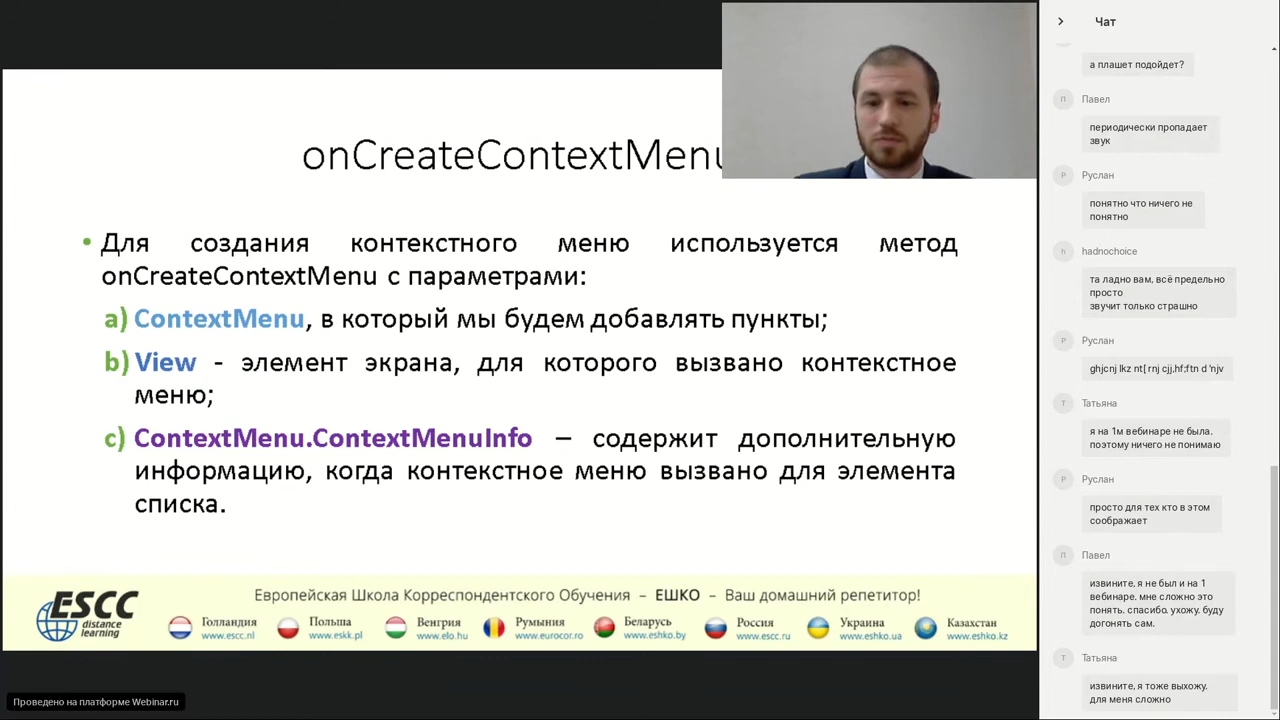 onCreateContextMenu
• Для создания контекстного меню используется метод
onCreateContextMenu с параметрами:
a) ContextMenu, в который мы будем добавлять пункты;
b) View - элемент экрана, для которого вызвано контекстное
меню;
c) ContextMenu.ContextMenuInfo – содержит дополнительную
информацию, когда контекстное меню вызвано для элемента
списка.
ESCC
distance
learning
Европейская Школа Корреспондентского Обучения – ЕШКО – Ваш домашний репетитор!
Голландия
www.escc.nl
Польша
www.eskk.pl
Венгрия
www.elo.hu
Румыния
www.eurocor.ro
Беларусь
www.eshko.by
Россия
www.escc.ru
Украина
www.eshko.ua
Казахстан
www.eshko.kz
Проведено на платформе Webinar.ru
Чат
а плашет подойдет?
П
Павел
периодически пропадает
звук
Р
Руслан
понятно что ничего не
понятно
h
hadnochoice
та ладно вам, всё предельно
просто
звучит только страшно
Р
Руслан
ghjcnj lkz nt[ rnj cjj,hf;ftn d 'njv
Т
Татьяна
я на 1м вебинаре не была.
поэтому ничего не понимаю
Р
Руслан
просто для тех кто в этом
соображает
П
Павел
извините, я не был и на 1
вебинаре. мне сложно это
понять. спасибо. ухожу. буду
догонять сам.
Т
Татьяна
извините, я тоже выхожу.
для меня сложно